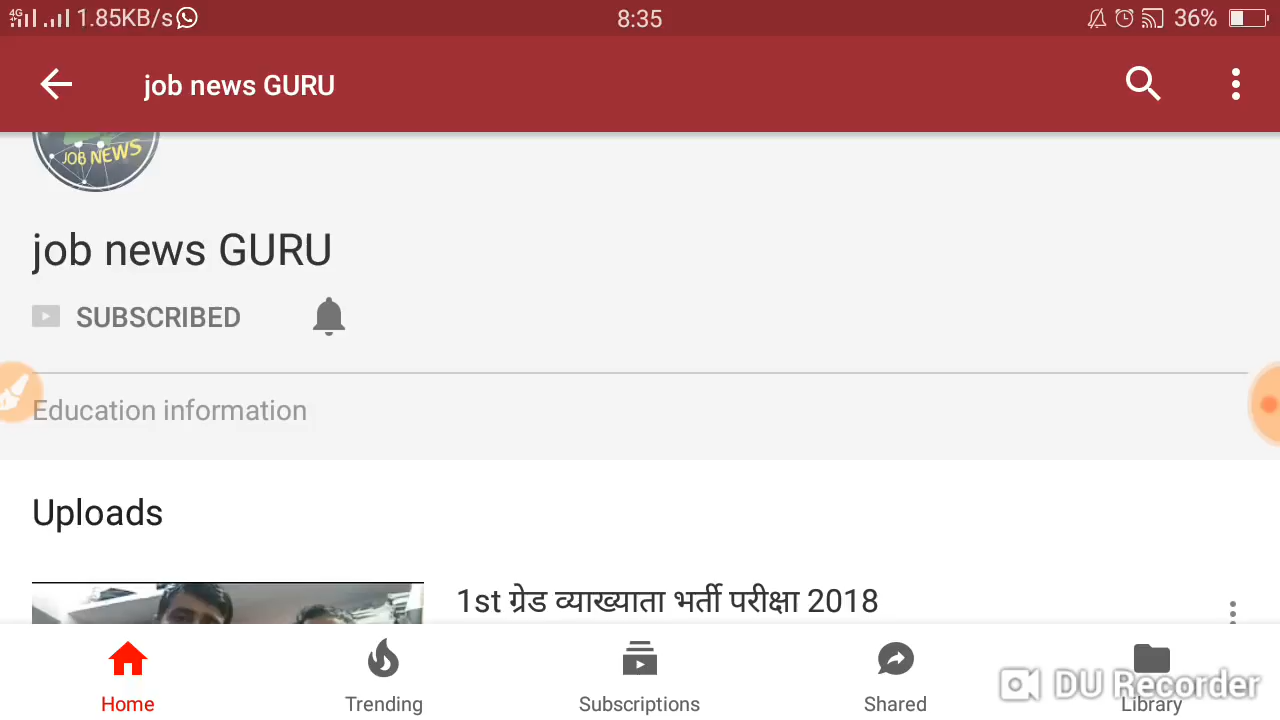 4G 1.85KB/s 8:35 36%
job news GURU
JOB NEWS
job news GURU
SUBSCRIBED
Education information
Uploads
1st ग्रेड व्याख्याता भर्ती परीक्षा 2018
DU Recorder
Home Trending Subscriptions Shared Library